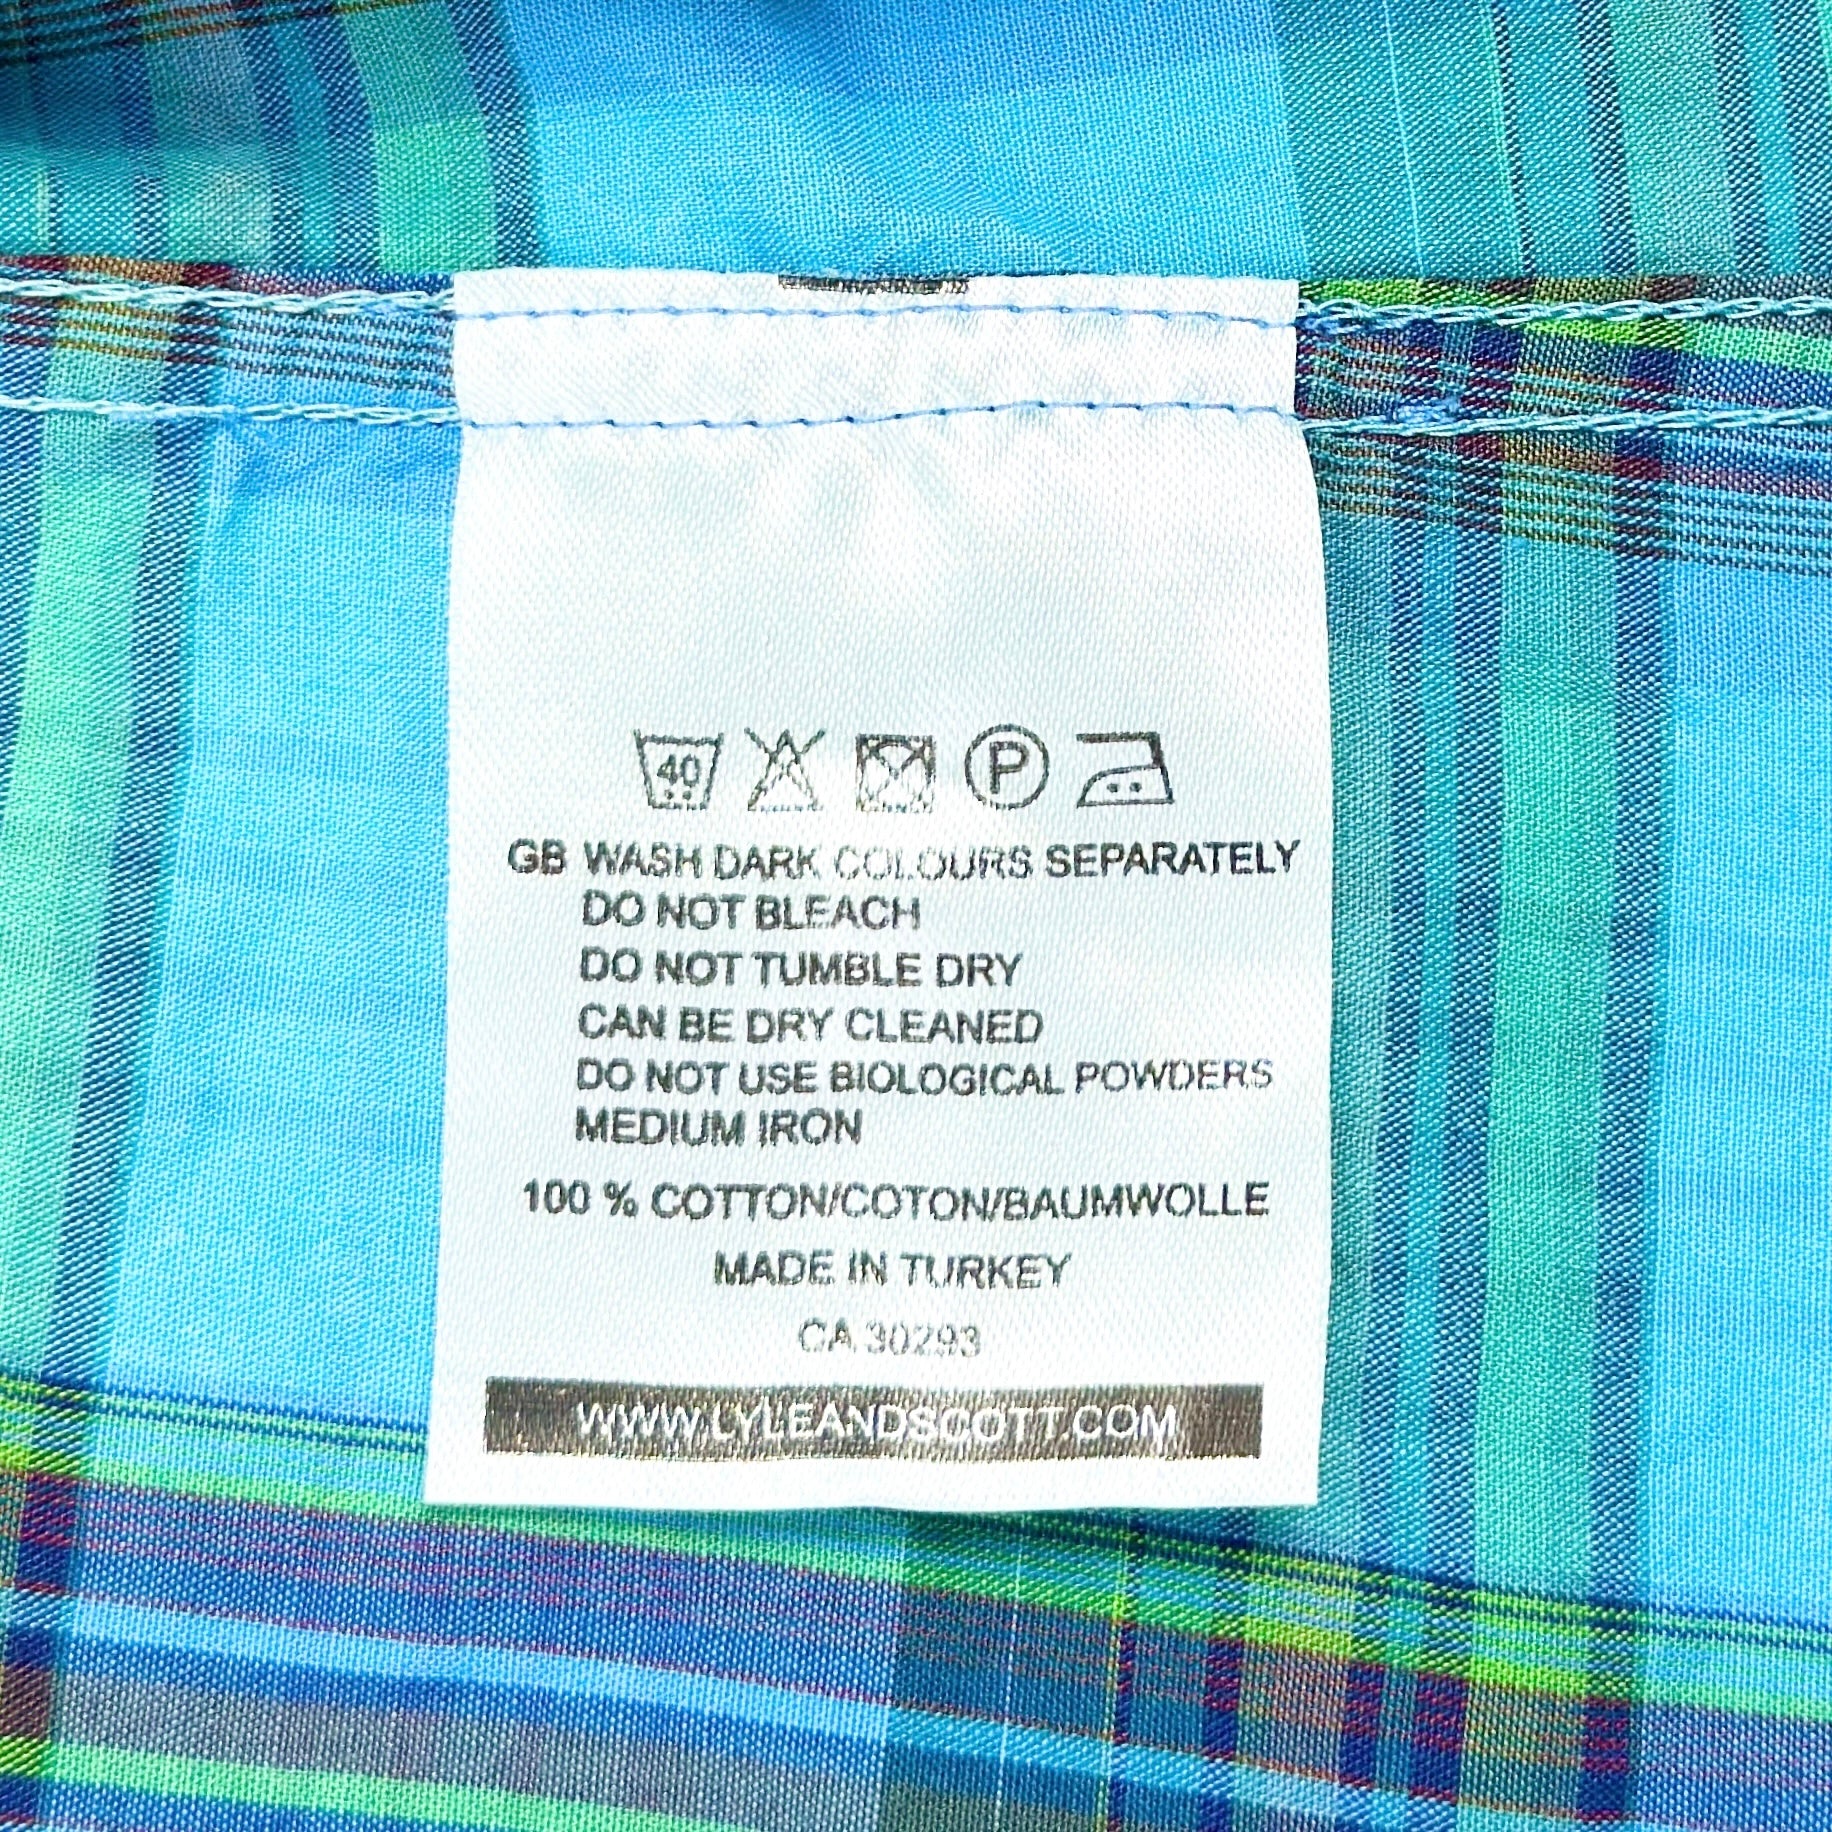 40
P
GB WASH DARK COLOURS SEPARATELY
DO NOT BLEACH
DO NOT TUMBLE DRY
CAN BE DRY CLEANED
DO NOT USE BIOLOGICAL POWDERS
MEDIUM IRON
100 % COTTON/COTON/BAUMWOLLE
MADE IN TURKEY
CA 30293
WWW.LYLEANDSCOTT.COM